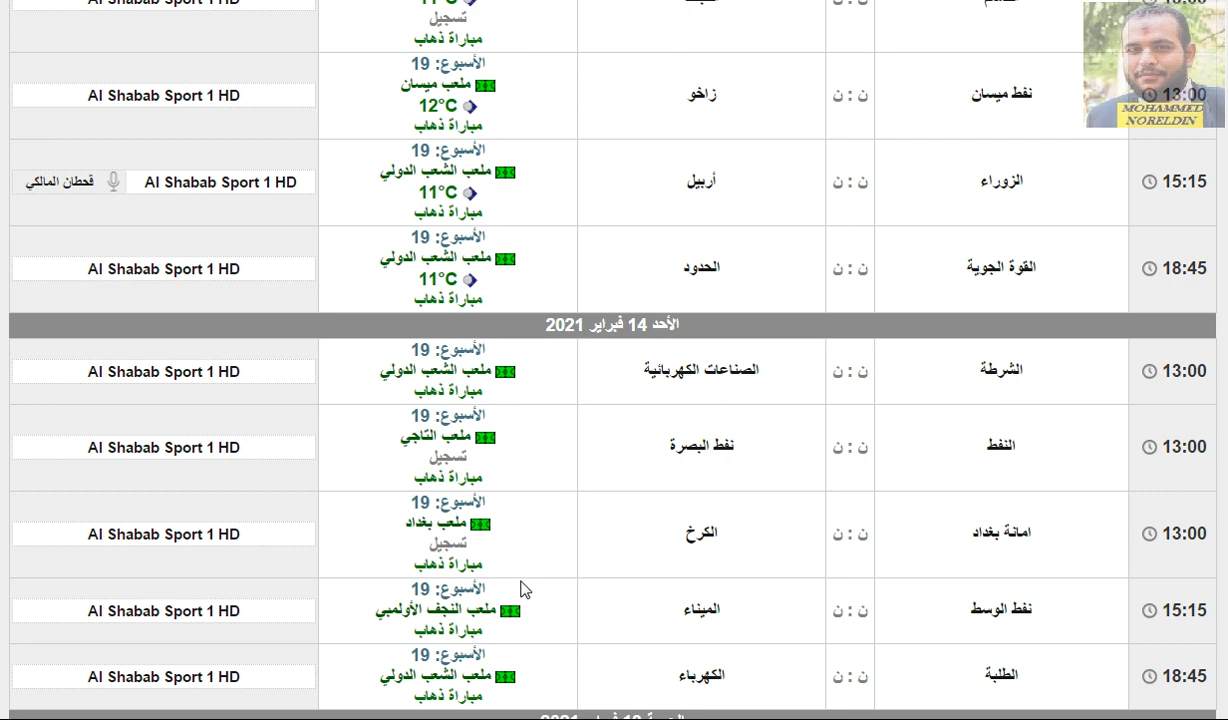 تسجيل
مباراة ذهاب
13:00
نفط ميسان
ن : ن
زاخو
الأسبوع: 19
ملعب ميسان
12°C
مباراة ذهاب
Al Shabab Sport 1 HD
MOHAMMED
NORELDIN
15:15
الزوراء
ن : ن
أربيل
الأسبوع: 19
ملعب الشعب الدولي
11°C
مباراة ذهاب
Al Shabab Sport 1 HD
قحطان المالكي
18:45
القوة الجوية
ن : ن
الحدود
الأسبوع: 19
ملعب الشعب الدولي
11°C
مباراة ذهاب
Al Shabab Sport 1 HD
الأحد 14 فبراير 2021
13:00
الشرطة
ن : ن
الصناعات الكهربائية
الأسبوع: 19
ملعب الشعب الدولي
مباراة ذهاب
Al Shabab Sport 1 HD
13:00
النفط
ن : ن
نفط البصرة
الأسبوع: 19
ملعب التاجي
تسجيل
مباراة ذهاب
Al Shabab Sport 1 HD
13:00
امانة بغداد
ن : ن
الكرخ
الأسبوع: 19
ملعب بغداد
تسجيل
مباراة ذهاب
Al Shabab Sport 1 HD
15:15
نفط الوسط
ن : ن
الميناء
الأسبوع: 19
ملعب النجف الأولمبي
مباراة ذهاب
Al Shabab Sport 1 HD
18:45
الطلبة
ن : ن
الكهرباء
الأسبوع: 19
ملعب الشعب الدولي
مباراة ذهاب
Al Shabab Sport 1 HD